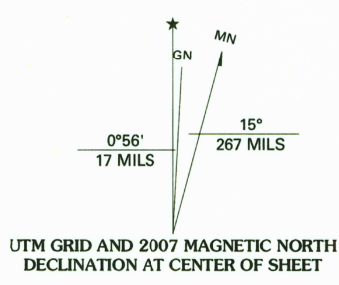 MN
GN
0°56'
17 MILS
15°
267 MILS
UTM GRID AND 2007 MAGNETIC NORTH
DECLINATION AT CENTER OF SHEET